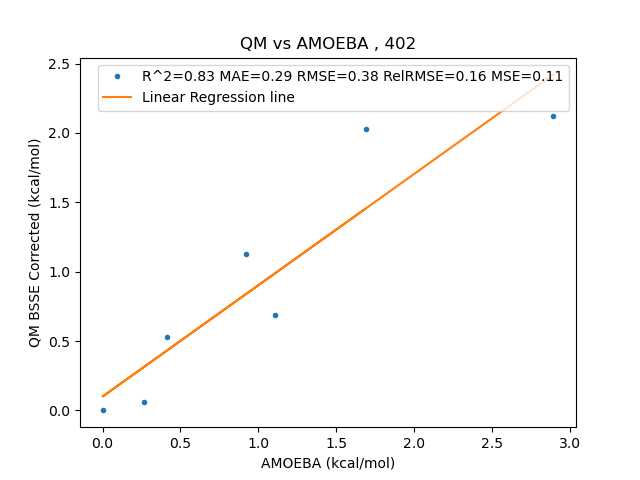 QM vs AMOEBA , 402
R^2=0.83 MAE=0.29 RMSE=0.38 RelRMSE=0.16 MSE=0.11
Linear Regression line
QM BSSE Corrected (kcal/mol)
2.5
2.0
1.5
1.0
0.5
0.0
0.0 0.5 1.0 1.5 2.0 2.5 3.0
AMOEBA (kcal/mol)